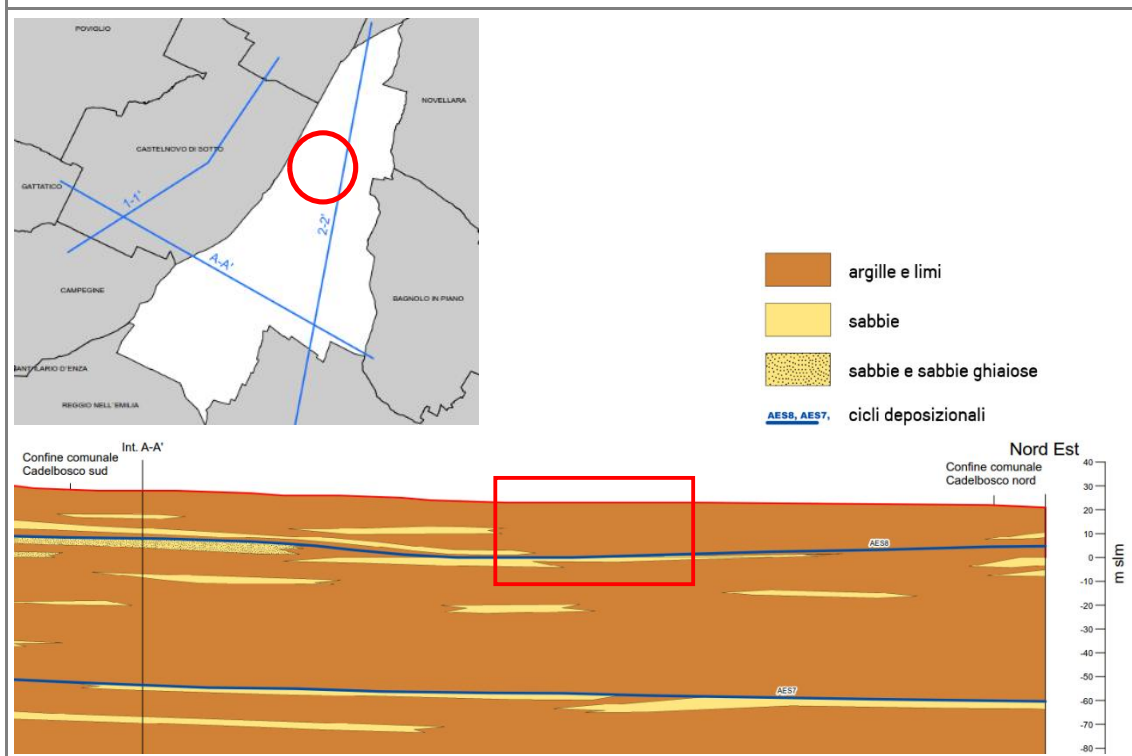 POVIGLIO
NOVELLARA
CASTELNOVO DI SOTTO
GATTATICO
1-1'
2-2'
A-A'
CAMPEGINE
BAGNOLO IN PIANO
SANT'ILARIO D'ENZA
REGGIO NELL'EMILIA
argille e limi
sabbie
sabbie e sabbie ghiaiose
AES8, AES7,
cicli deposizionali
Int. A-A'
Confine comunale
Cadelbosco sud
Nord Est
Confine comunale
Cadelbosco nord
40
30
20
10
0
-10
-20
-30
-40
-50
-60
-70
-80
m slm
AES8
AES7